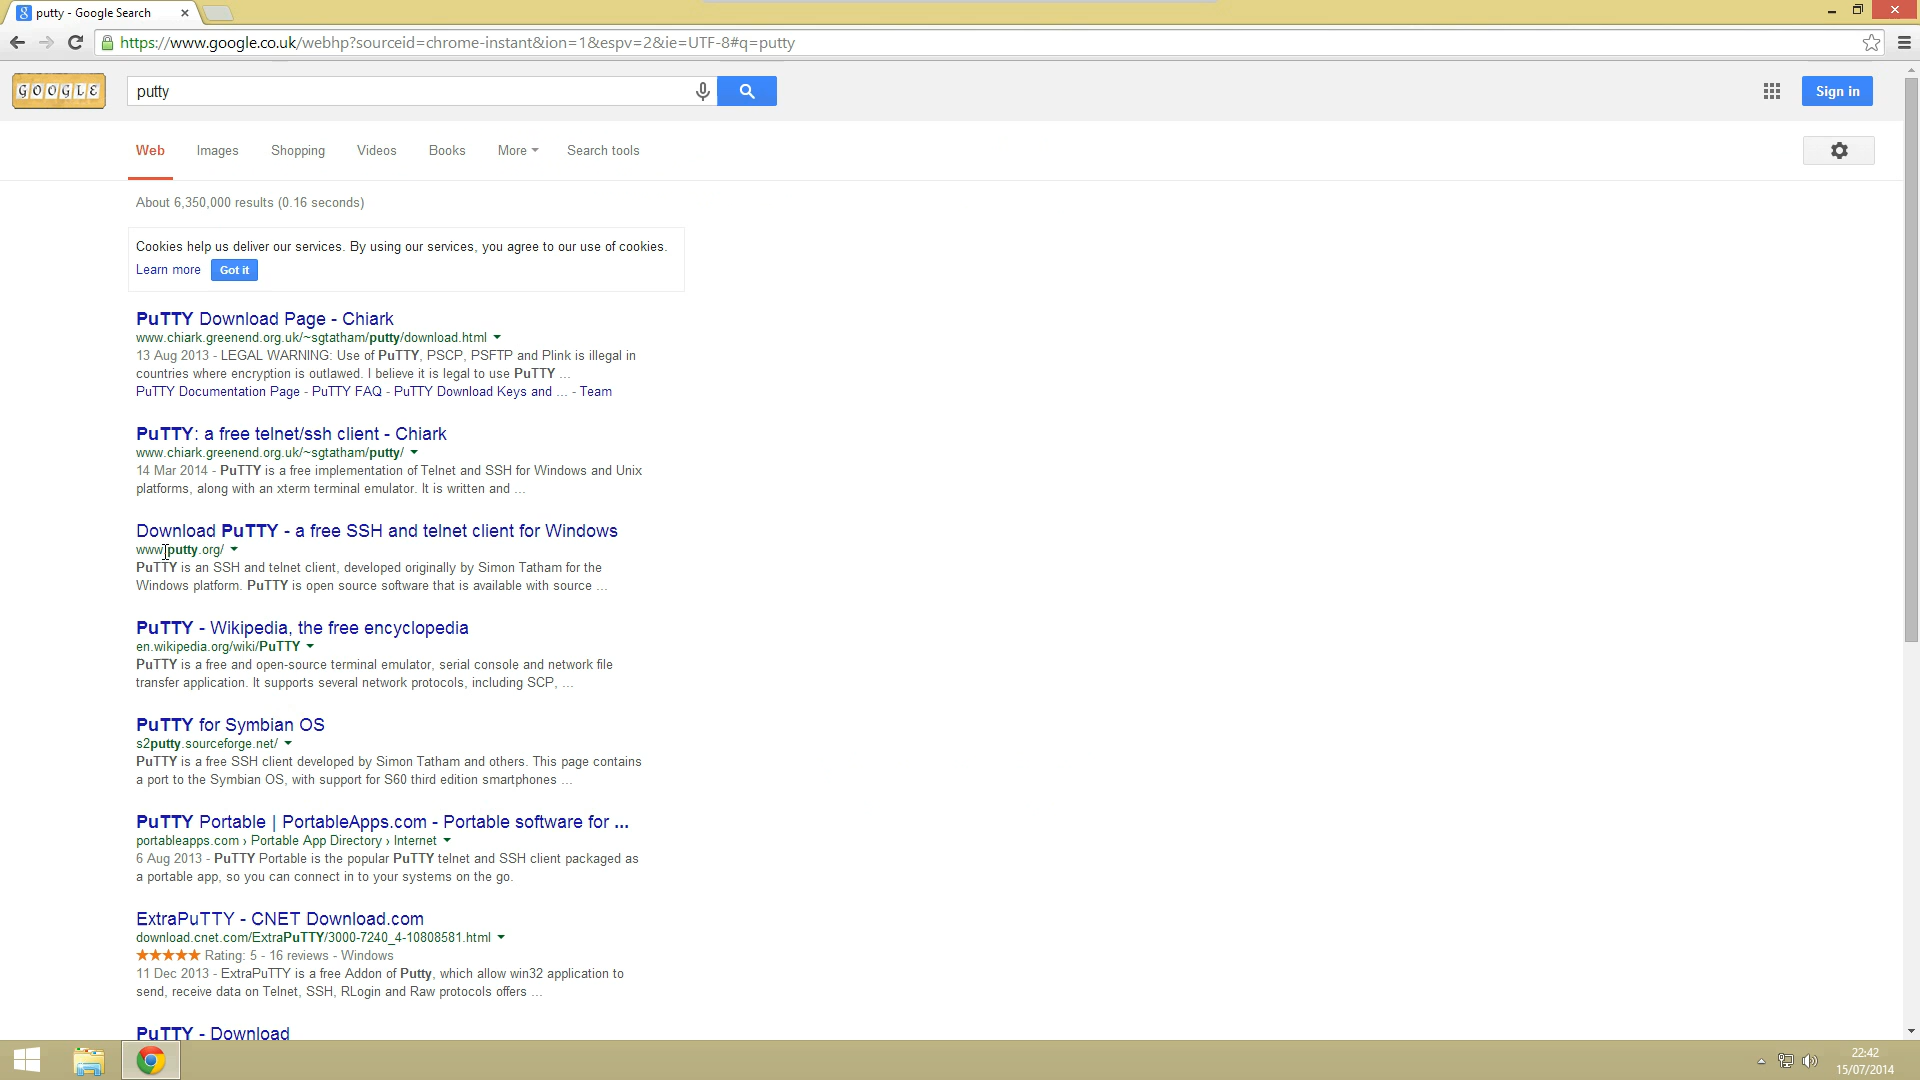 putty - Google Search
https://www.google.co.uk/webhp?sourceid=chrome-instant&ion=1&espv=2&ie=UTF-8#q=putty
GOOGLE
putty
Sign in
Web Images Shopping Videos Books More Search tools
About 6,350,000 results (0.16 seconds)
Cookies help us deliver our services. By using our services, you agree to our use of cookies.
Learn more Got it
PuTTY Download Page - Chiark
www.chiark.greenend.org.uk/~sgtatham/putty/download.html
13 Aug 2013 - LEGAL WARNING: Use of PuTTY, PSCP, PSFTP and Plink is illegal in
countries where encryption is outlawed. I believe it is legal to use PuTTY ...
PuTTY Documentation Page - PuTTY FAQ - PuTTY Download Keys and ... - Team
PuTTY: a free telnet/ssh client - Chiark
www.chiark.greenend.org.uk/~sgtatham/putty/
14 Mar 2014 - PuTTY is a free implementation of Telnet and SSH for Windows and Unix
platforms, along with an xterm terminal emulator. It is written and ...
Download PuTTY - a free SSH and telnet client for Windows
www.putty.org/
PuTTY is an SSH and telnet client, developed originally by Simon Tatham for the
Windows platform. PuTTY is open source software that is available with source ...
PuTTY - Wikipedia, the free encyclopedia
en.wikipedia.org/wiki/PuTTY
PuTTY is a free and open-source terminal emulator, serial console and network file
transfer application. It supports several network protocols, including SCP, ...
PuTTY for Symbian OS
s2putty.sourceforge.net/
PuTTY is a free SSH client developed by Simon Tatham and others. This page contains
a port to the Symbian OS, with support for S60 third edition smartphones ...
PuTTY Portable | PortableApps.com - Portable software for ...
portableapps.com › Portable App Directory › Internet
6 Aug 2013 - PuTTY Portable is the popular PuTTY telnet and SSH client packaged as
a portable app, so you can connect in to your systems on the go.
ExtraPuTTY - CNET Download.com
download.cnet.com/ExtraPuTTY/3000-7240_4-10808581.html
★★★★★ Rating: 5 - 16 reviews - Windows
11 Dec 2013 - ExtraPuTTY is a free Addon of Putty, which allow win32 application to
send, receive data on Telnet, SSH, RLogin and Raw protocols offers ...
PuTTY - Download
22:42
15/07/2014